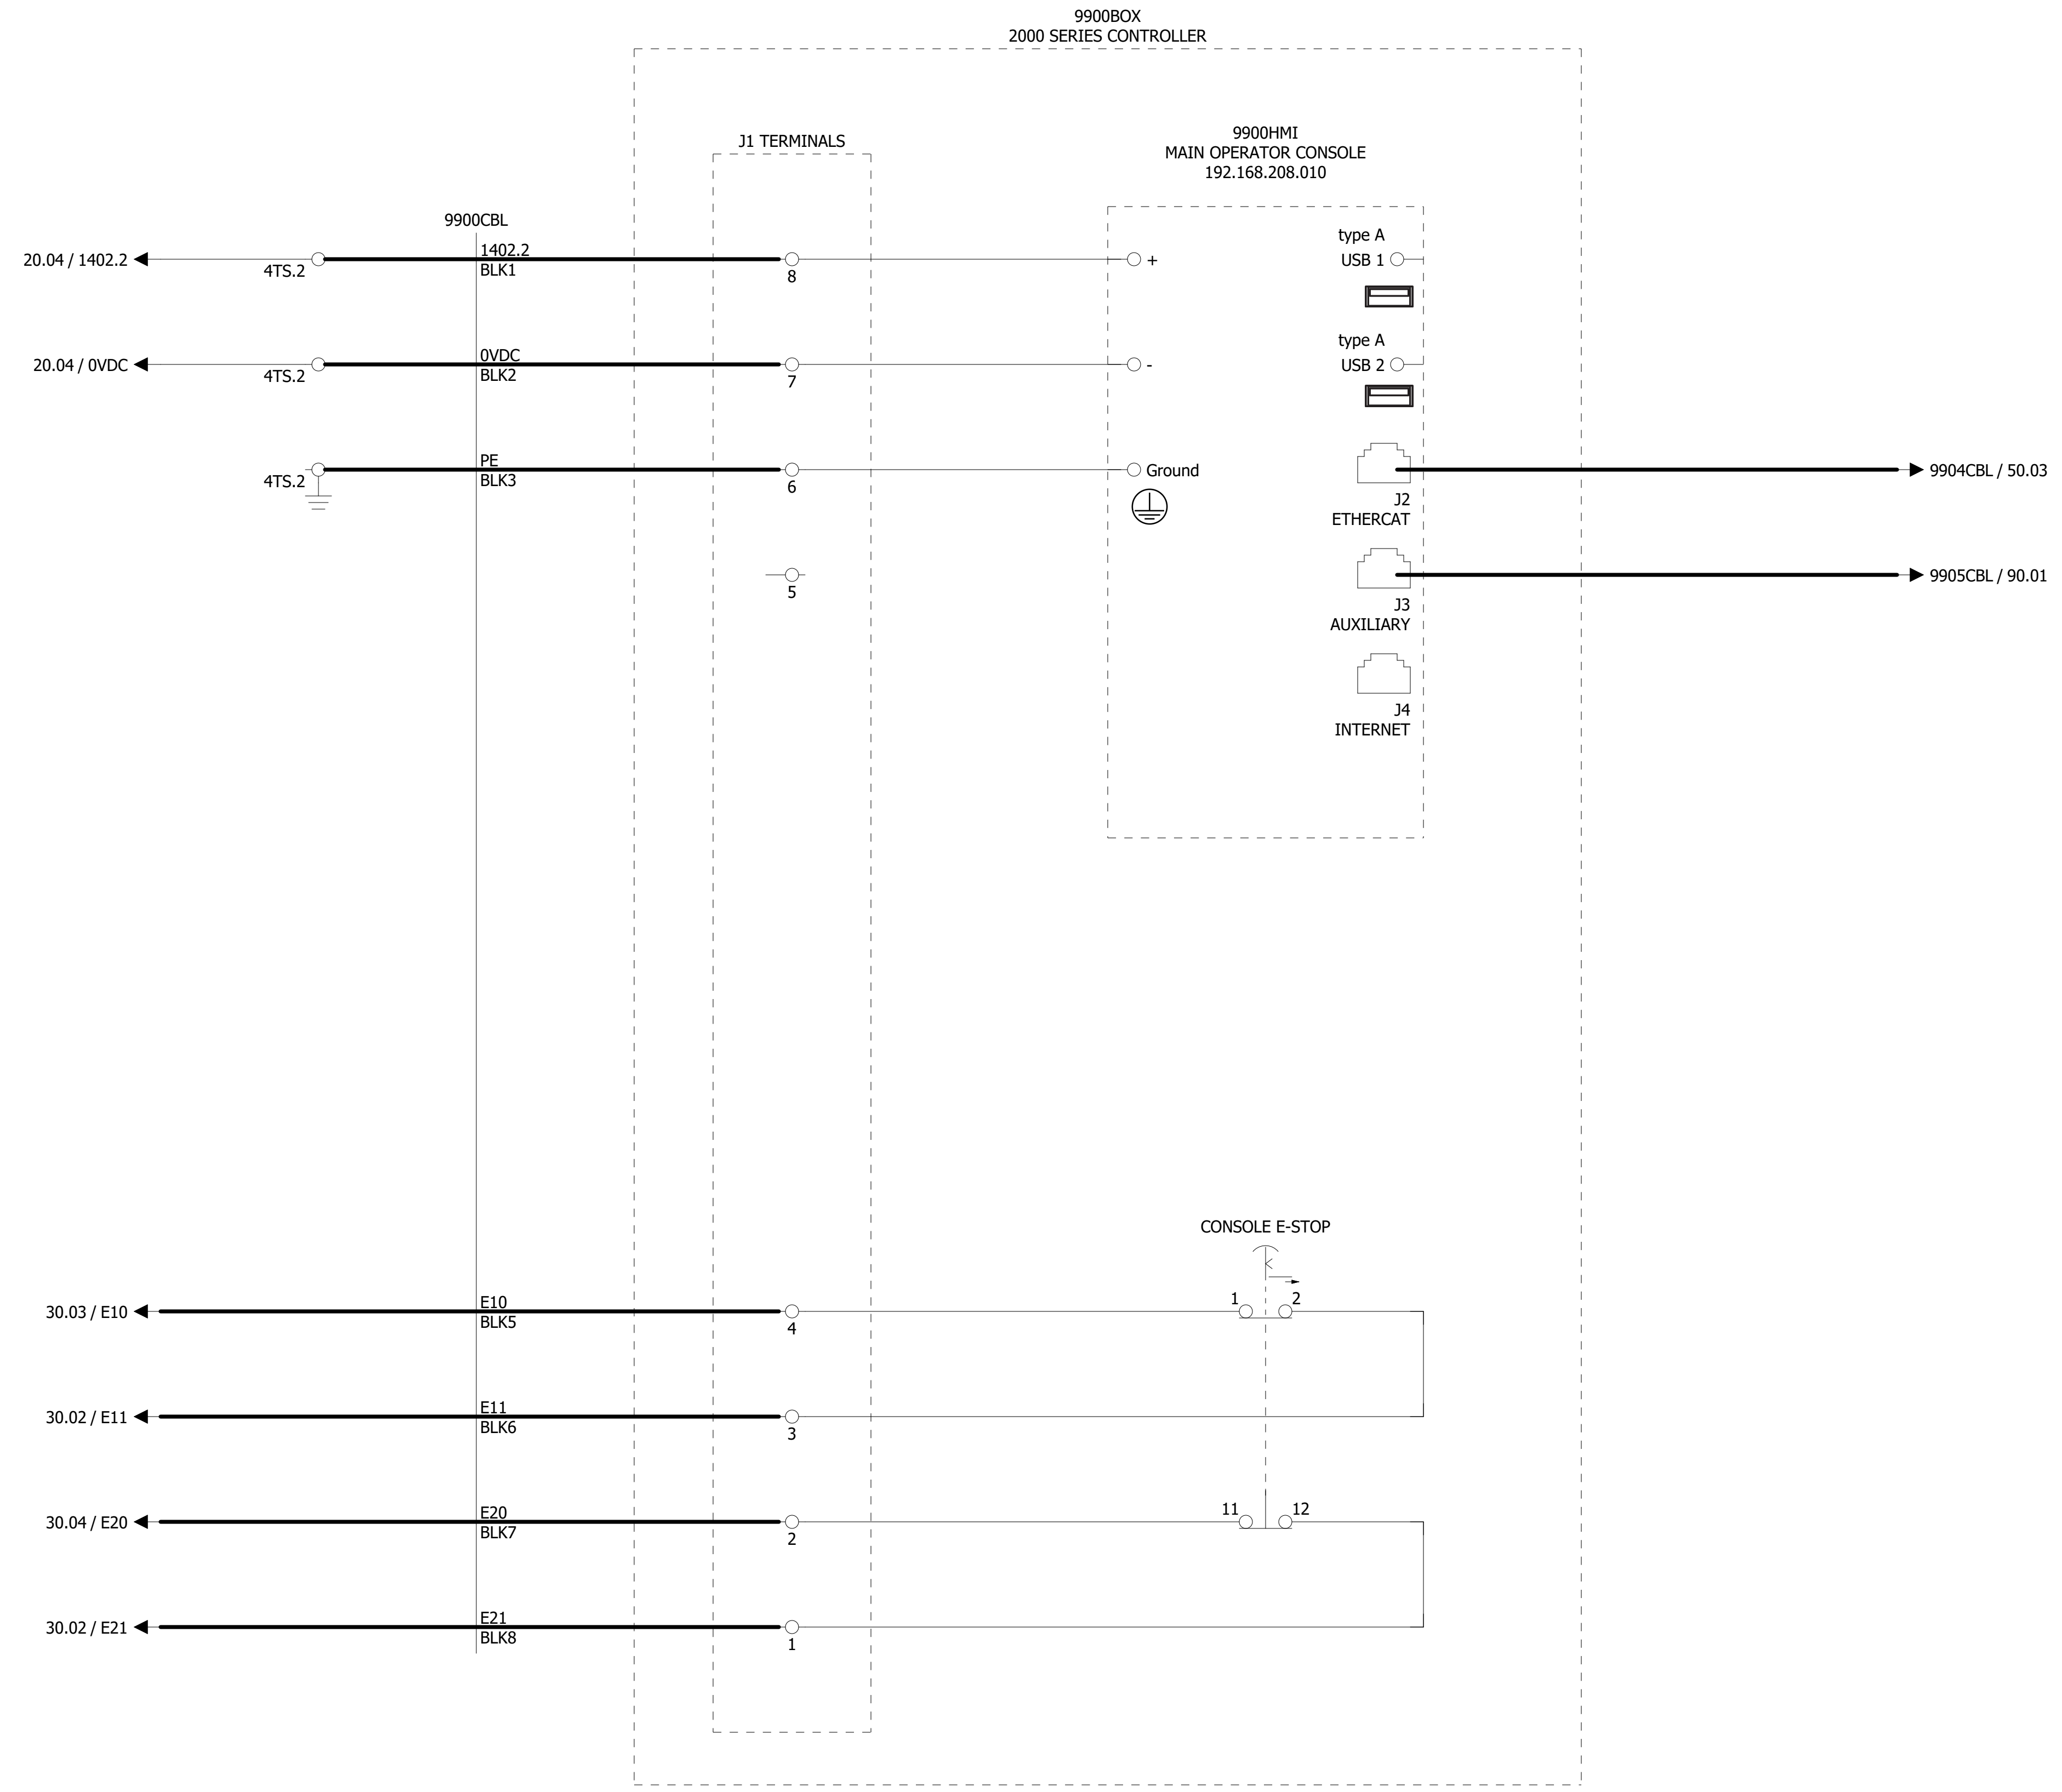 9900BOX
2000 SERIES CONTROLLER
J1 TERMINALS
9900HMI
MAIN OPERATOR CONSOLE
192.168.208.010
9900CBL
type A
20.04 / 1402.2
4TS.2
1402.2
BLK1
8
+
USB 1
type A
20.04 / 0VDC
4TS.2
0VDC
BLK2
7
-
USB 2
4TS.2
PE
BLK3
6
Ground
9904CBL / 50.03
J2
ETHERCAT
5
9905CBL / 90.01
J3
AUXILIARY
J4
INTERNET
CONSOLE E-STOP
30.03 / E10
E10
BLK5
4
1
2
30.02 / E11
E11
BLK6
3
30.04 / E20
E20
BLK7
2
11
12
30.02 / E21
E21
BLK8
1